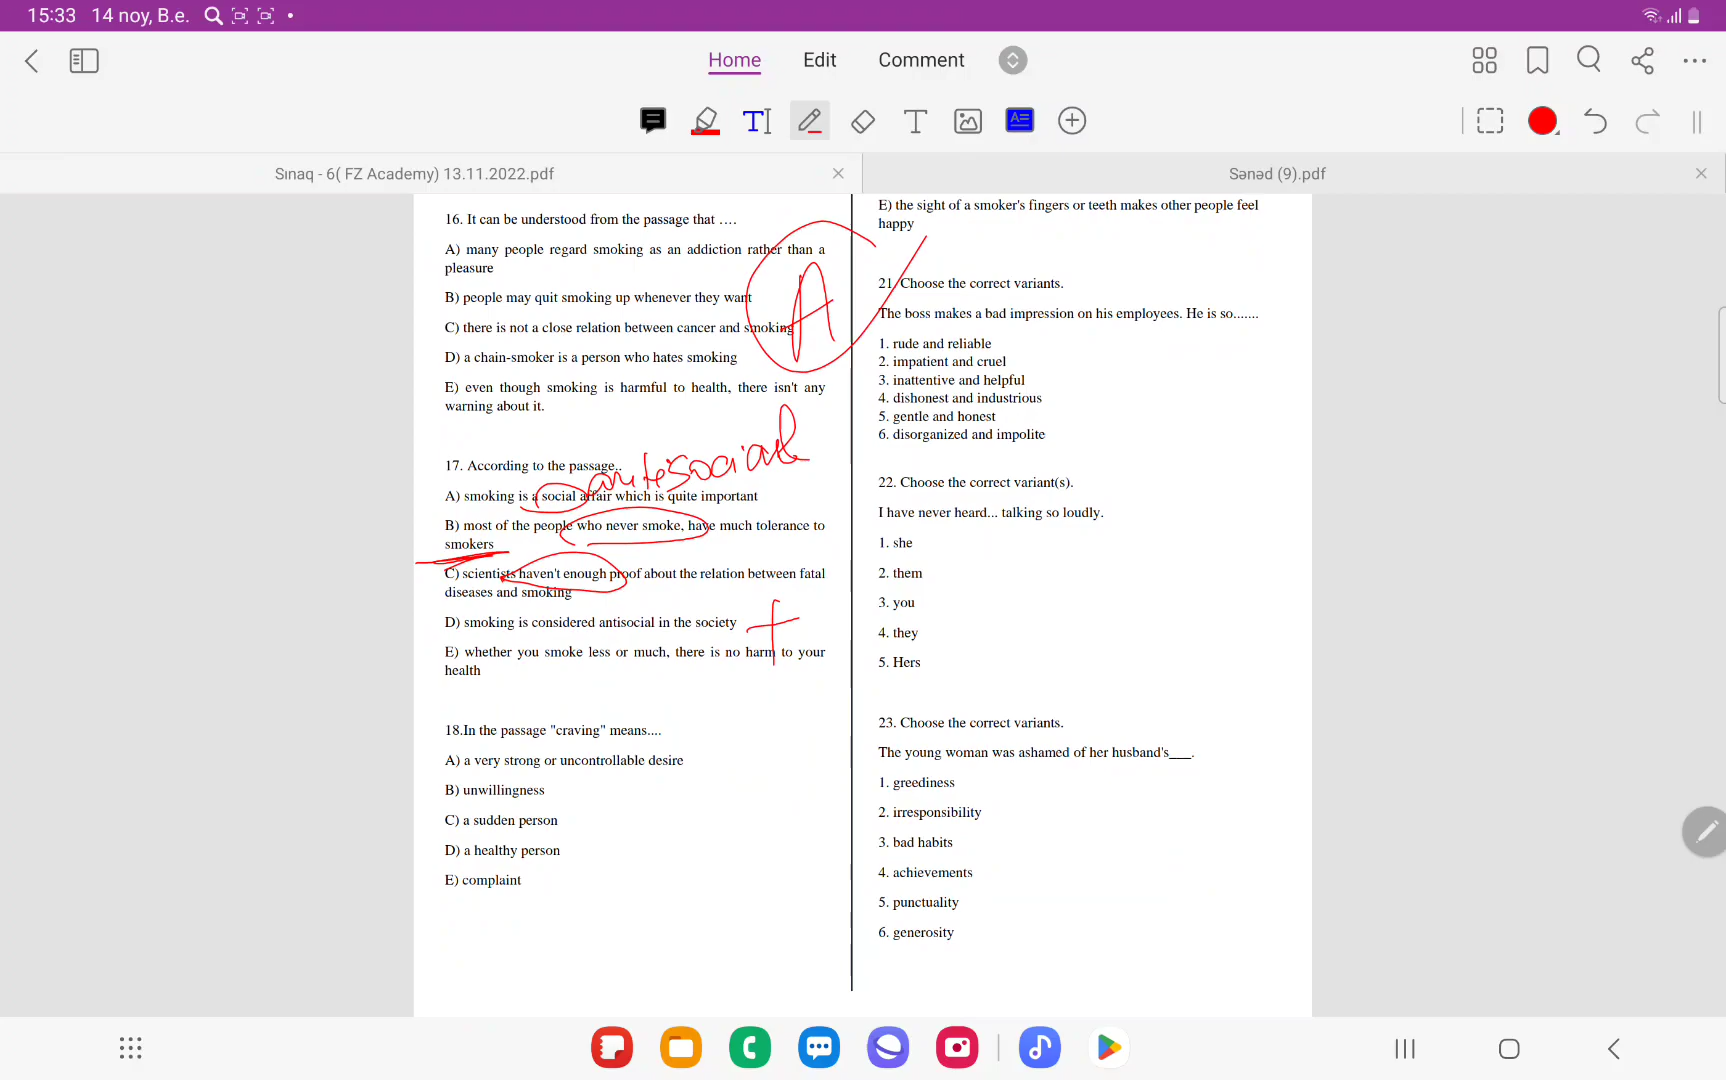 15:33 14 noy, B.e.
Home Edit Comment
Sınaq - 6( FZ Academy) 13.11.2022.pdf
Sənəd (9).pdf
16. It can be understood from the passage that ….
A) many people regard smoking as an addiction rather than a
pleasure
B) people may quit smoking up whenever they want
C) there is not a close relation between cancer and smoking
D) a chain-smoker is a person who hates smoking
E) even though smoking is harmful to health, there isn't any
warning about it.
A
17. According to the passage..
antisocial
A) smoking is a social affair which is quite important
B) most of the people who never smoke, have much tolerance to
smokers
C) scientists haven't enough proof about the relation between fatal
diseases and smoking
D) smoking is considered antisocial in the society +
E) whether you smoke less or much, there is no harm to your
health
18.In the passage "craving" means....
A) a very strong or uncontrollable desire
B) unwillingness
C) a sudden person
D) a healthy person
E) complaint
E) the sight of a smoker's fingers or teeth makes other people feel
happy
21. Choose the correct variants.
The boss makes a bad impression on his employees. He is so.......
1. rude and reliable
2. impatient and cruel
3. inattentive and helpful
4. dishonest and industrious
5. gentle and honest
6. disorganized and impolite
22. Choose the correct variant(s).
I have never heard... talking so loudly.
1. she
2. them
3. you
4. they
5. Hers
23. Choose the correct variants.
The young woman was ashamed of her husband's___.
1. greediness
2. irresponsibility
3. bad habits
4. achievements
5. punctuality
6. generosity